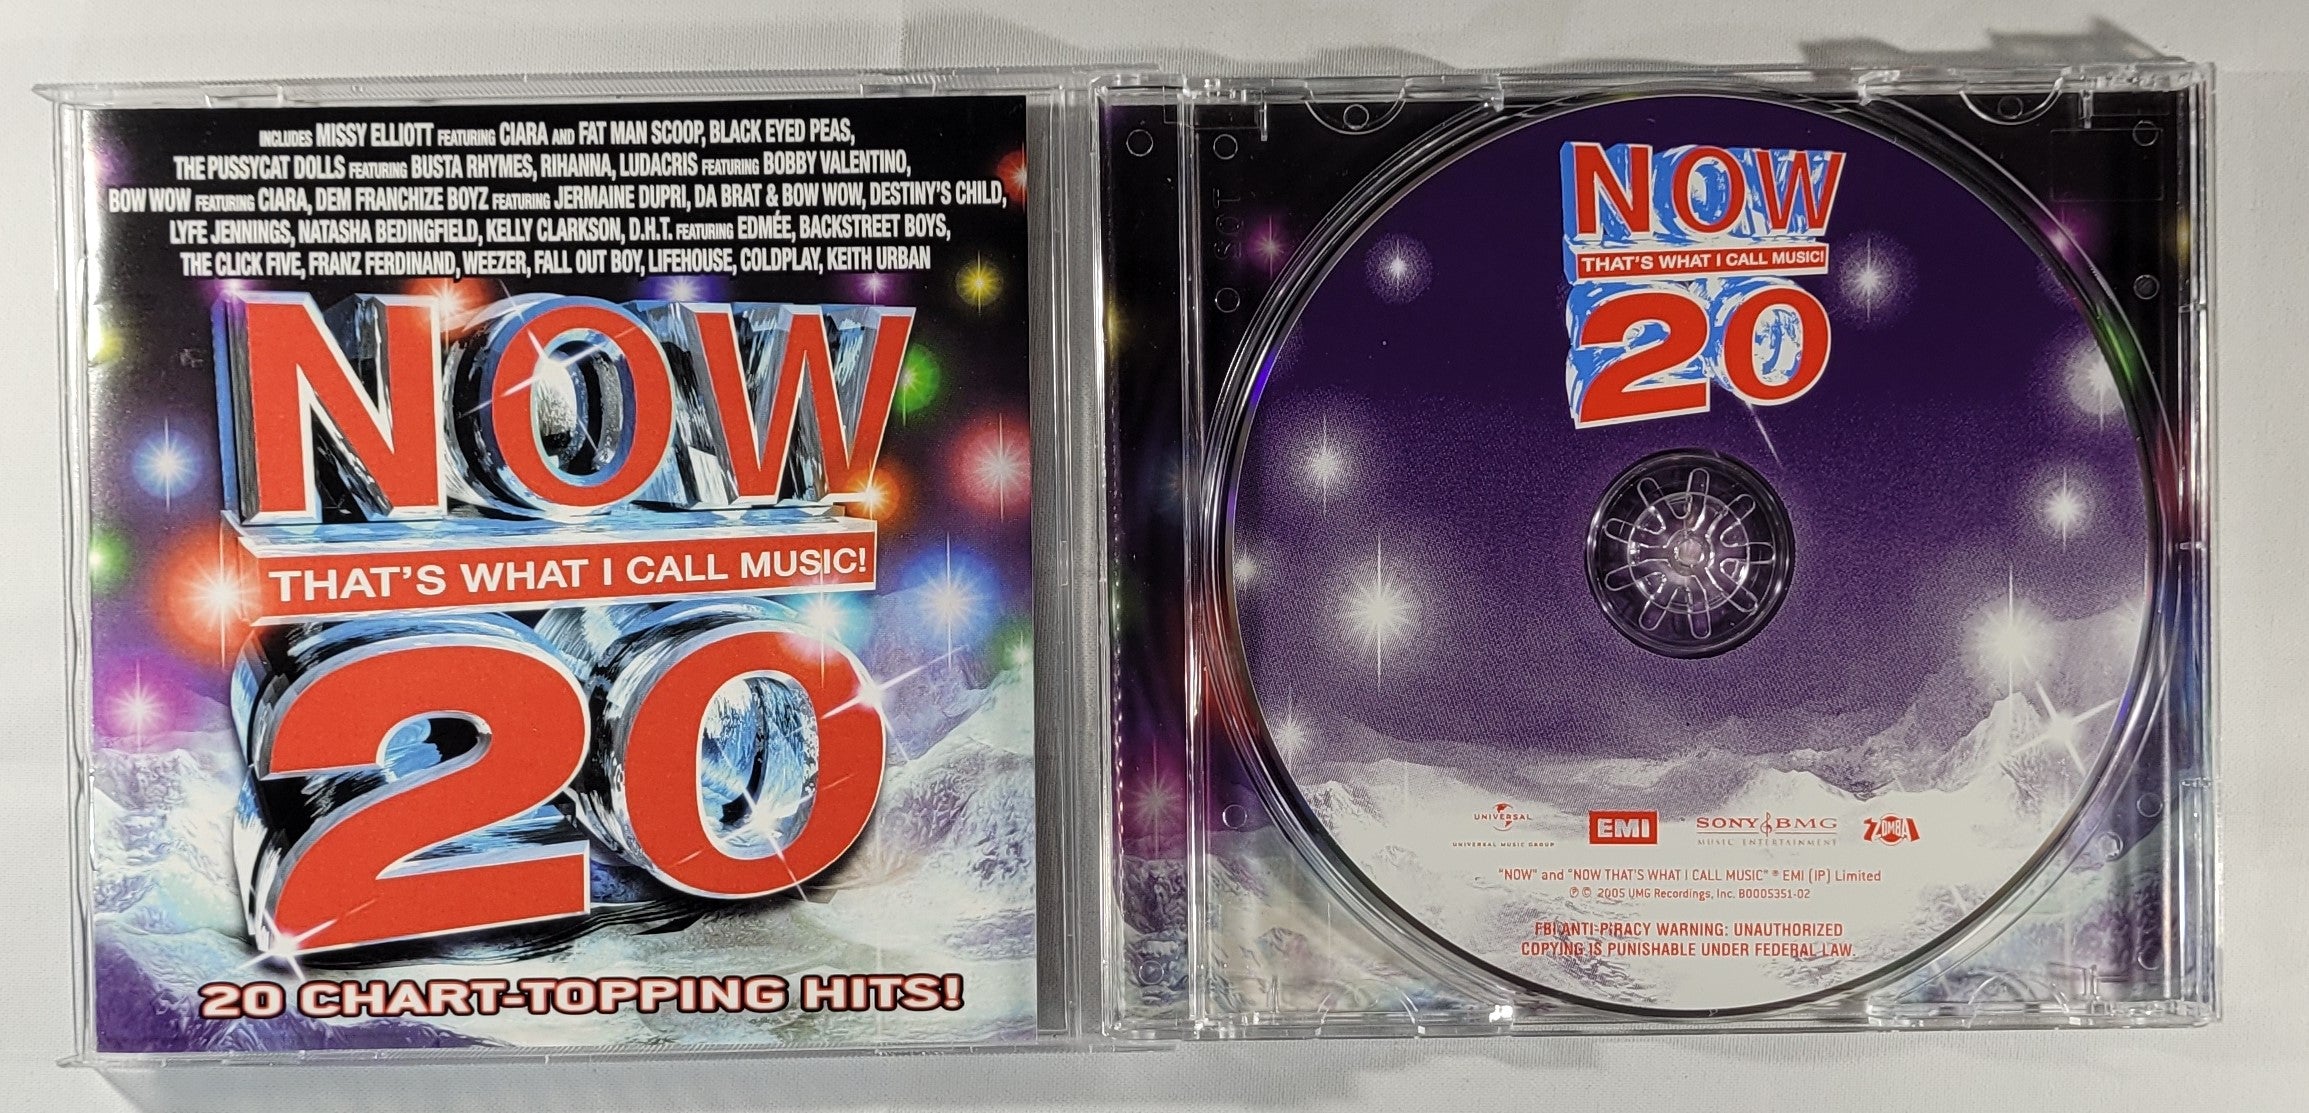 INCLUDES MISSY ELLIOTT FEATURING CIARA AND FAT MAN SCOOP, BLACK EYED PEAS,
THE PUSSYCAT DOLLS FEATURING BUSTA RHYMES, RIHANNA, LUDACRIS FEATURING BOBBY VALENTINO,
BOW WOW FEATURING CIARA, DEM FRANCHIZE BOYZ FEATURING JERMAINE DUPRI, DA BRAT & BOW WOW, DESTINY'S CHILD,
LYFE JENNINGS, NATASHA BEDINGFIELD, KELLY CLARKSON, D.H.T. FEATURING EDMÉE, BACKSTREET BOYS,
THE CLICK FIVE, FRANZ FERDINAND, WEEZER, FALL OUT BOY, LIFEHOUSE, COLDPLAY, KEITH URBAN
NOW
THAT'S WHAT I CALL MUSIC!
20
20 CHART-TOPPING HITS!
NOW
THAT'S WHAT I CALL MUSIC!
20
UNIVERSAL
UNIVERSAL MUSIC GROUP
EMI
SONY BMG
MUSIC ENTERTAINMENT
ZOMBA
"NOW" and "NOW THAT'S WHAT I CALL MUSIC" ® EMI (IP) Limited
℗ © 2005 UMG Recordings, Inc. B0005351-02
FBI ANTI-PIRACY WARNING: UNAUTHORIZED
COPYING IS PUNISHABLE UNDER FEDERAL LAW.